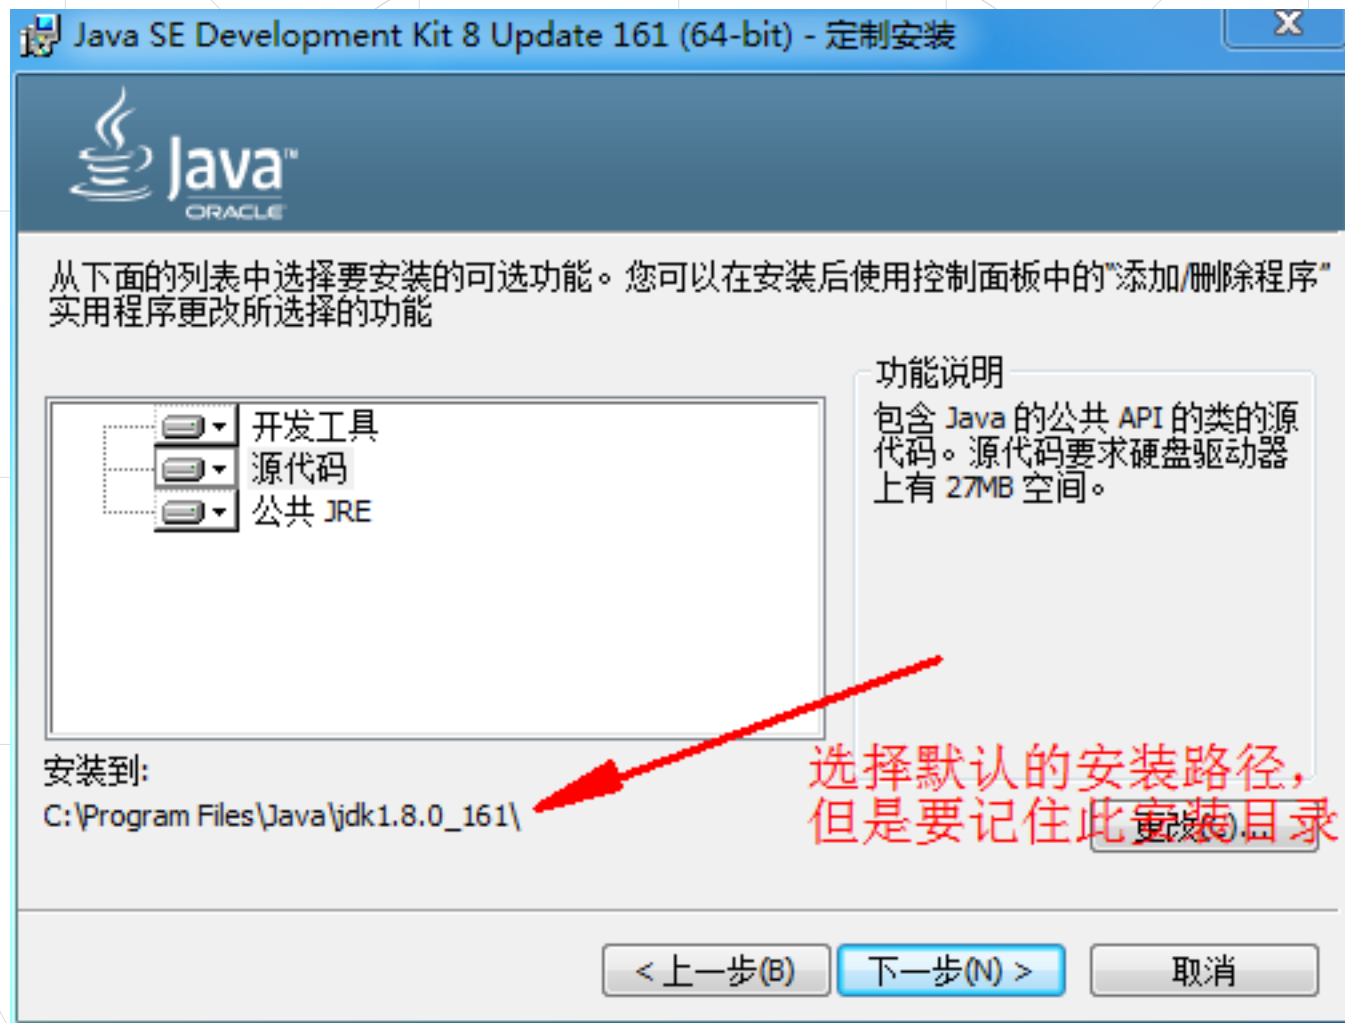 Java SE Development Kit 8 Update 161 (64-bit) - 定制安装
Java™
ORACLE
从下面的列表中选择要安装的可选功能。您可以在安装后使用控制面板中的"添加/删除程序"
实用程序更改所选择的功能
开发工具
源代码
公共 JRE
功能说明
包含 Java 的公共 API 的类的源
代码。源代码要求硬盘驱动器
上有 27MB 空间。
安装到:
C:\Program Files\Java\jdk1.8.0_161\
选择默认的安装路径，
但是要记住此安装目录
更改(C)...
< 上一步(B)
下一步(N) >
取消